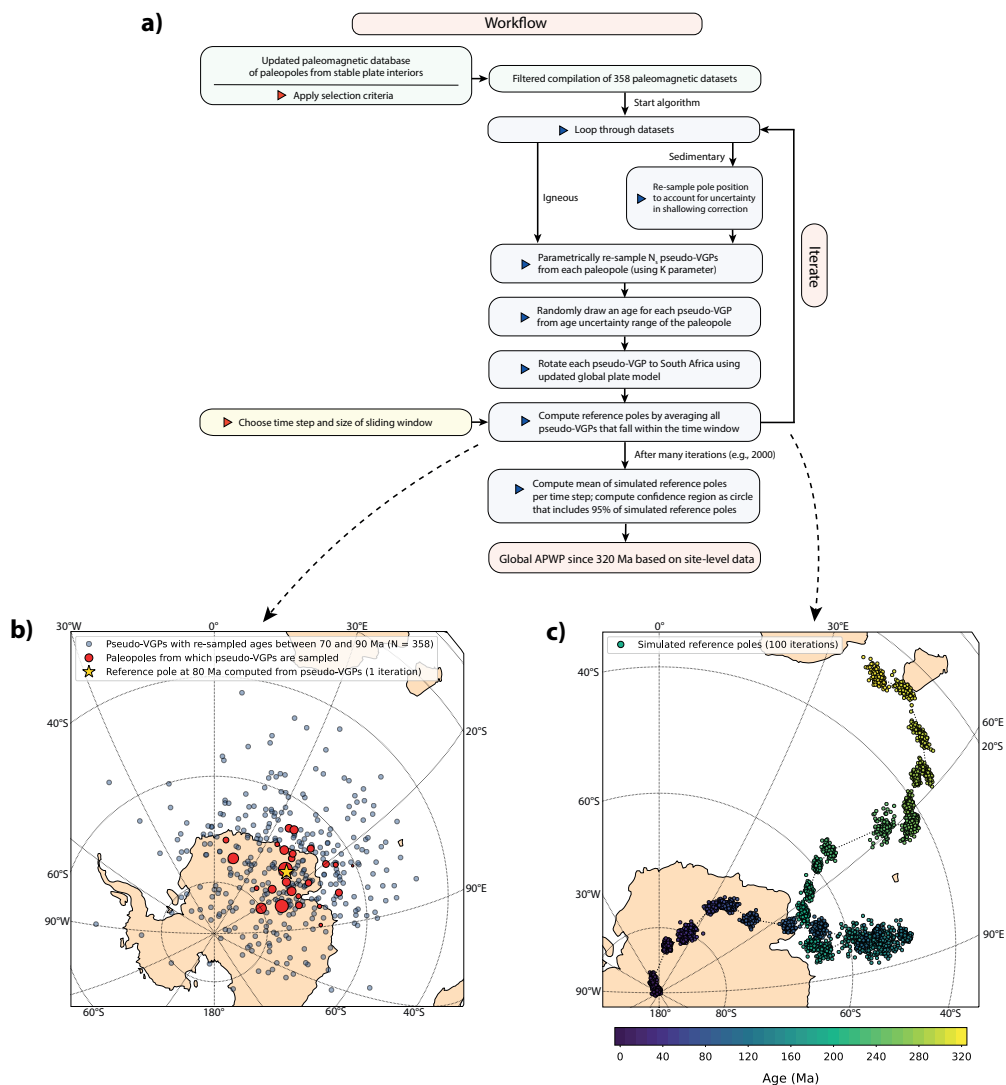 a)
Workflow
Updated paleomagnetic database
of paleopoles from stable plate interiors
Apply selection criteria
Filtered compilation of 358 paleomagnetic datasets
Start algorithm
Loop through datasets
Sedimentary
Igneous
Re-sample pole position
to account for uncertainty
in shallowing correction
Iterate
Parametrically re-sample Ns pseudo-VGPs
from each paleopole (using K parameter)
Randomly draw an age for each pseudo-VGP
from age uncertainty range of the paleopole
Rotate each pseudo-VGP to South Africa using
updated global plate model
Choose time step and size of sliding window
Compute reference poles by averaging all
pseudo-VGPs that fall within the time window
After many iterations (e.g., 2000)
Compute mean of simulated reference poles
per time step; compute confidence region as circle
that includes 95% of simulated reference poles
Global APWP since 320 Ma based on site-level data
b)
30°W
0°
30°E
Pseudo-VGPs with re-sampled ages between 70 and 90 Ma (N = 358)
Paleopoles from which pseudo-VGPs are sampled
Reference pole at 80 Ma computed from pseudo-VGPs (1 iteration)
40°S
20°S
60°S
90°E
90°W
60°S
180°
80°S
60°S
c)
0°
30°E
Simulated reference poles (100 iterations)
40°S
60°E
20°S
60°S
30°W
90°E
90°W
180°
80°S
60°S
40°S
0
40
80
120
160
200
240
280
320
Age (Ma)